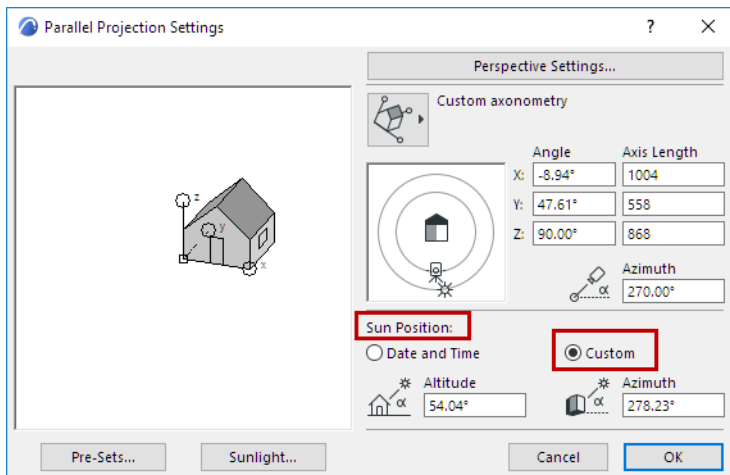 Parallel Projection Settings
?
Perspective Settings...
Custom axonometry
Angle Axis Length
X: -8.94° 1004
Y: 47.61° 558
Z: 90.00° 868
z
y
x
α
Azimuth
270.00°
Sun Position:
Date and Time Custom
α
Altitude
54.04°
α
Azimuth
278.23°
Pre-Sets... Sunlight... Cancel OK